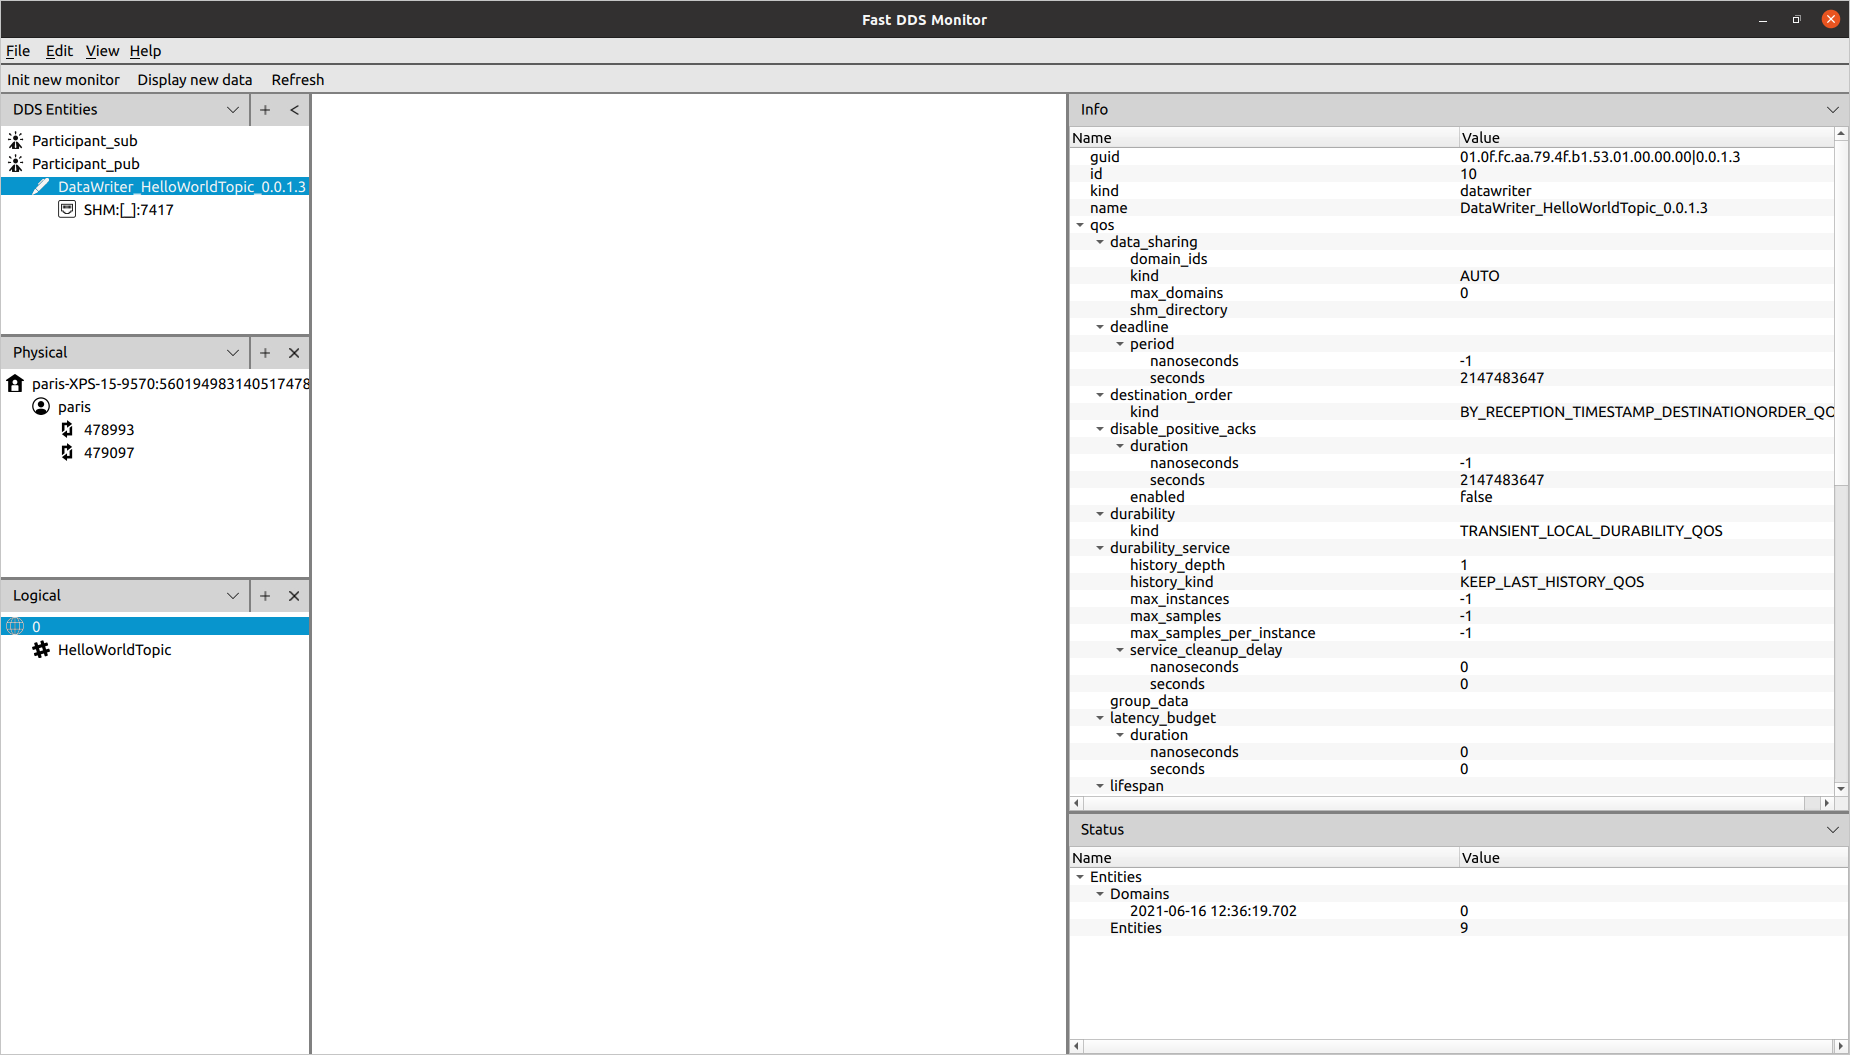 Fast DDS Monitor
File Edit View Help
Init new monitor Display new data Refresh
DDS Entities
Participant_sub
Participant_pub
DataWriter_HelloWorldTopic_0.0.1.3
SHM:[_]:7417
Physical
paris-XPS-15-9570:560194983140517478
paris
478993
479097
Logical
0
HelloWorldTopic
Info
Name Value
guid 01.0f.fc.aa.79.4f.b1.53.01.00.00.00|0.0.1.3
id 10
kind datawriter
name DataWriter_HelloWorldTopic_0.0.1.3
qos
data_sharing
domain_ids
kind AUTO
max_domains 0
shm_directory
deadline
period
nanoseconds -1
seconds 2147483647
destination_order
kind BY_RECEPTION_TIMESTAMP_DESTINATIONORDER_QO
disable_positive_acks
duration
nanoseconds -1
seconds 2147483647
enabled false
durability
kind TRANSIENT_LOCAL_DURABILITY_QOS
durability_service
history_depth 1
history_kind KEEP_LAST_HISTORY_QOS
max_instances -1
max_samples -1
max_samples_per_instance -1
service_cleanup_delay
nanoseconds 0
seconds 0
group_data
latency_budget
duration
nanoseconds 0
seconds 0
lifespan
Status
Name Value
Entities
Domains
2021-06-16 12:36:19.702 0
Entities 9